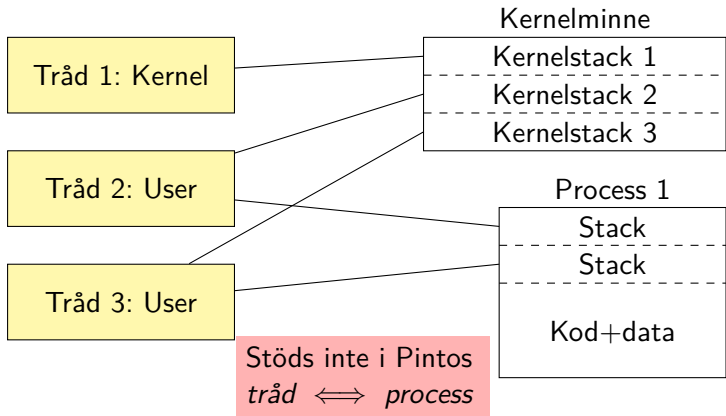 Kernelminne
Tråd 1: Kernel
Kernelstack 1
Kernelstack 2
Kernelstack 3
Tråd 2: User
Process 1
Stack
Stack
Tråd 3: User
Kod+data
Stöds inte i Pintos
tråd ⟺ process